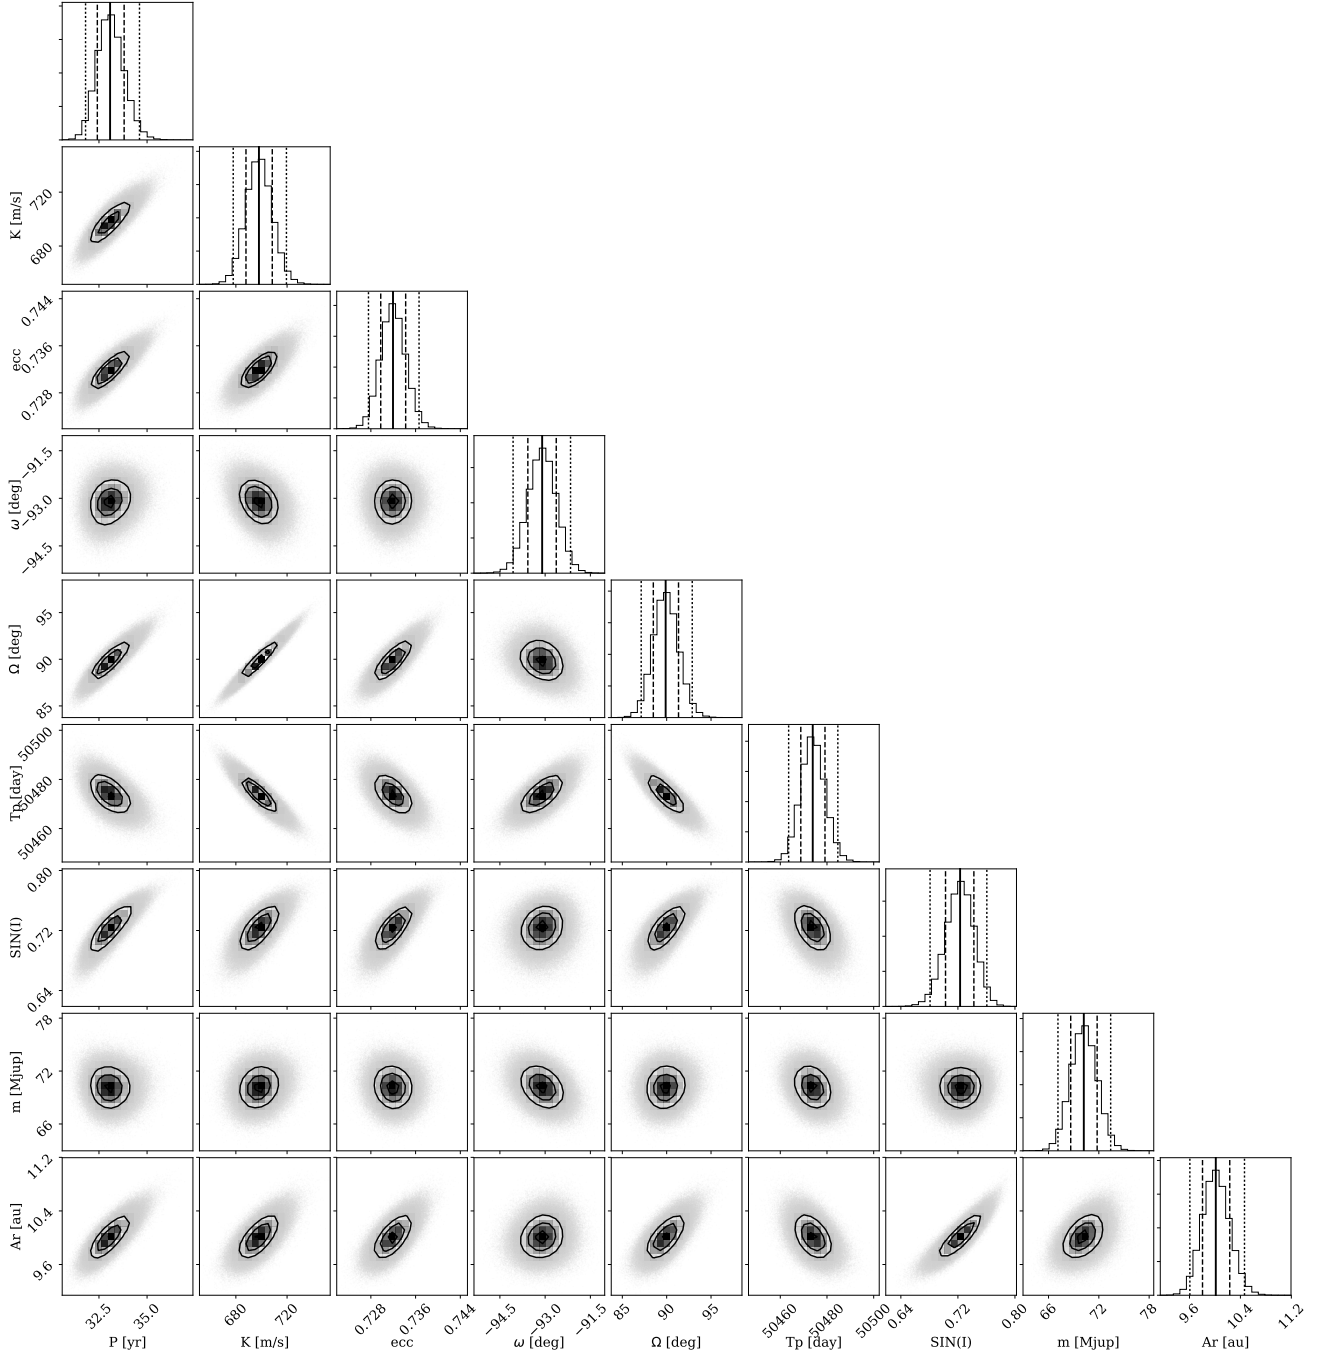 K [m/s]
720
680
ecc
0.744
0.736
0.728
ω [deg]
−91.5
−93.0
−94.5
Ω [deg]
95
90
85
Tp [day]
50500
50480
50460
SIN(I)
0.80
0.72
0.64
m [Mjup]
78
72
66
Ar [au]
11.2
10.4
9.6
32.5 35.0 680 720 0.728 0.736 0.744 −94.5 −93.0 −91.5 85 90 95 50460 50480 50500 0.64 0.72 0.80 66 72 78 9.6 10.4 11.2
P [yr] K [m/s] ecc ω [deg] Ω [deg] Tp [day] SIN(I) m [Mjup] Ar [au]